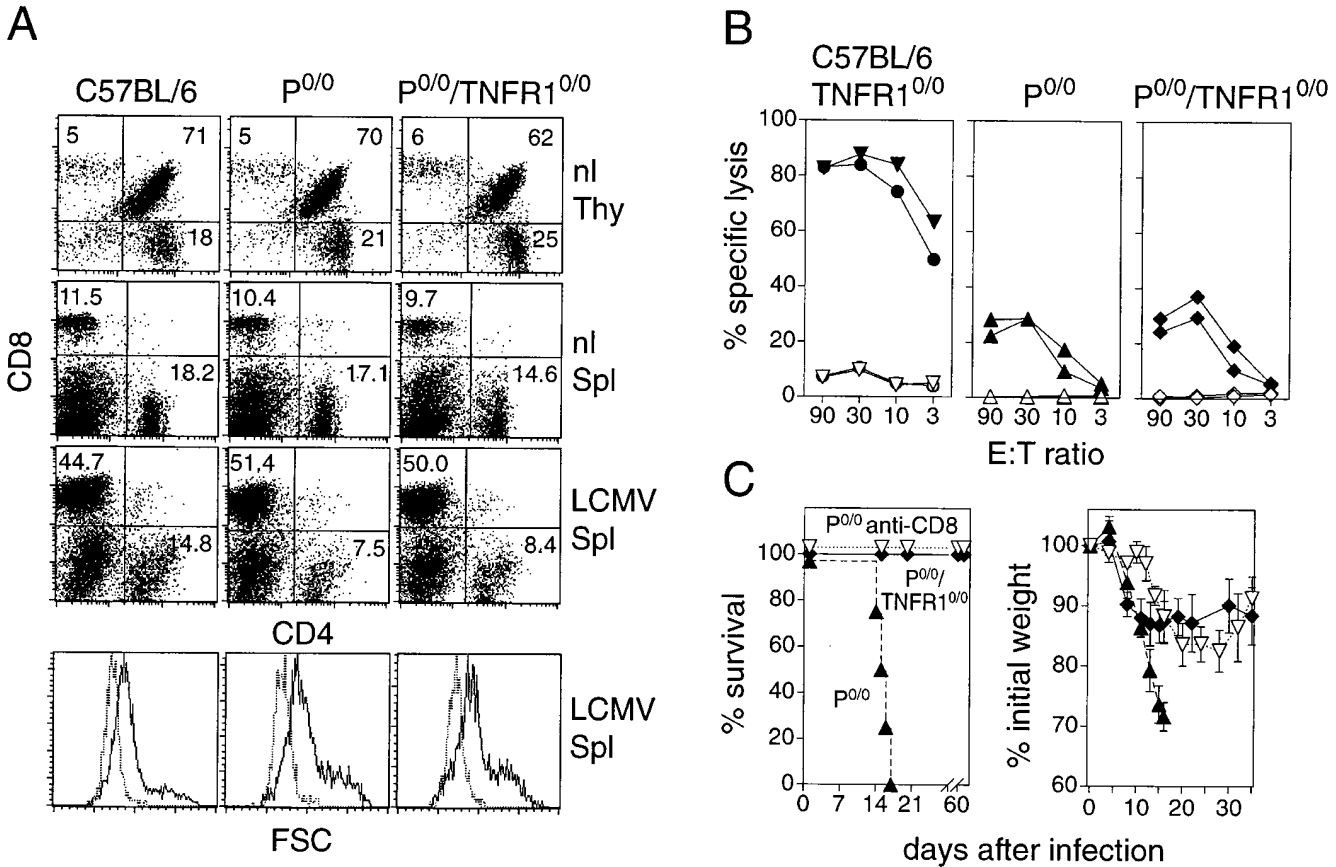 A
C57BL/6 P0/0 P0/0/TNFR10/0
5 71 5 70 6 62
nl
Thy
18 21 25
11.5 10.4 9.7
nl
Spl
18.2 17.1 14.6
CD8
44.7 51,4 50.0
LCMV
Spl
14.8 7.5 8.4
CD4
LCMV
Spl
FSC
B
C57BL/6
TNFR10/0 P0/0 P0/0/TNFR10/0
100
80
60
40
20
0
% specific lysis
90 30 10 3 90 30 10 3 90 30 10 3
E:T ratio
C
P0/0 anti-CD8
P0/0/
TNFR10/0
P0/0
100
80
60
40
20
0
% survival
0 7 14 21 60
100
90
80
70
60
% initial weight
0 10 20 30
days after infection